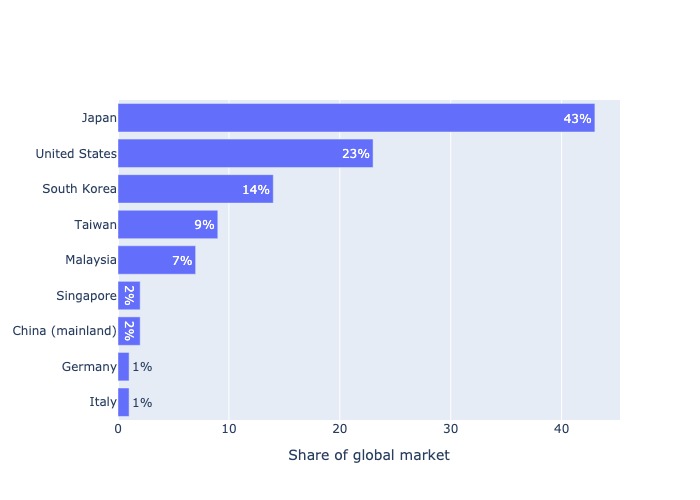 Japan 43%
United States 23%
South Korea 14%
Taiwan 9%
Malaysia 7%
Singapore 2%
China (mainland) 2%
Germany 1%
Italy 1%
0 10 20 30 40
Share of global market